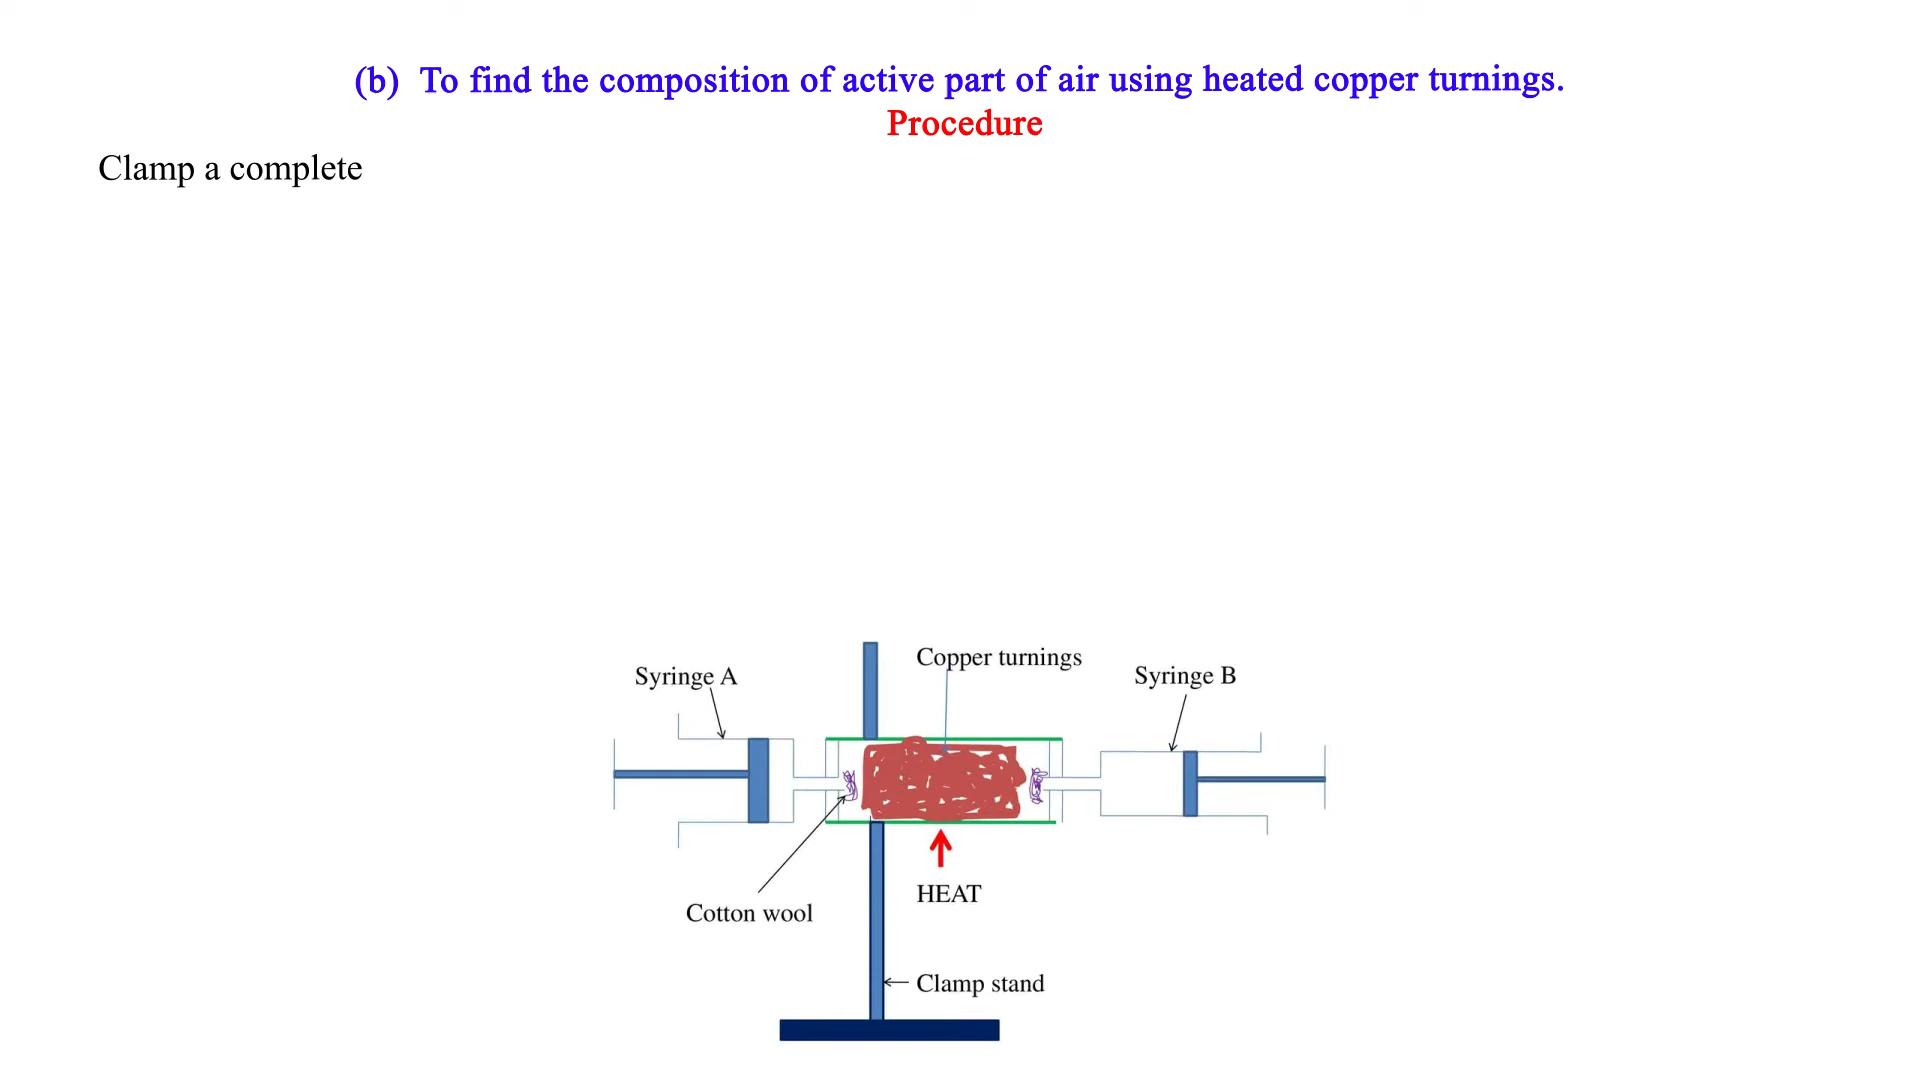 (b) To find the composition of active part of air using heated copper turnings.
Procedure
Clamp a complete
Copper turnings
Syringe A
Syringe B
HEAT
Cotton wool
Clamp stand